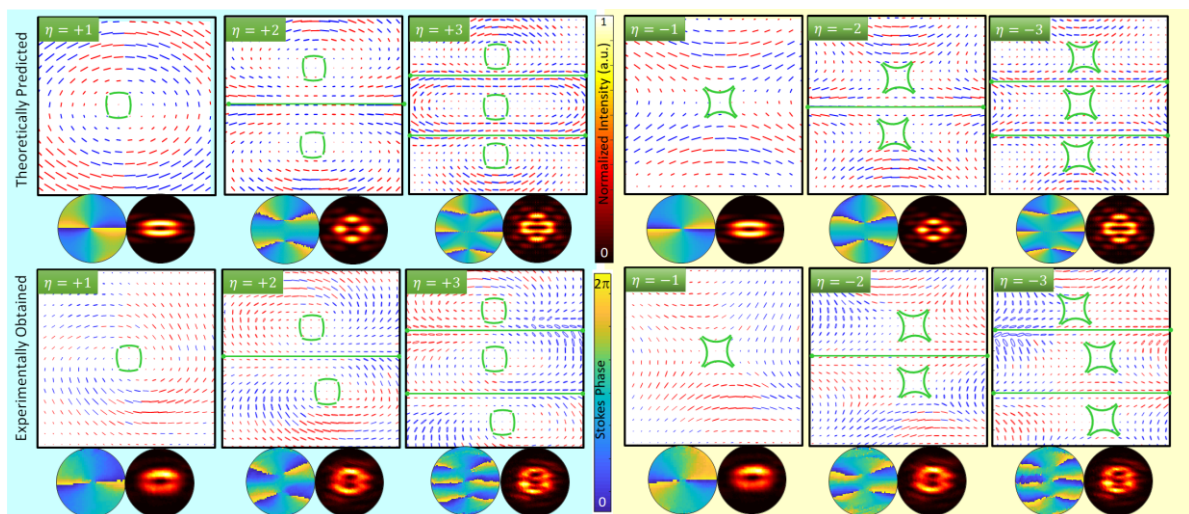 Theoretically Predicted
η = +1
η = +2
η = +3
1
Normalized Intensity (a.u.)
0
η = −1
η = −2
η = −3
Experimentally Obtained
η = +1
η = +2
η = +3
2π
Stokes Phase
0
η = −1
η = −2
η = −3